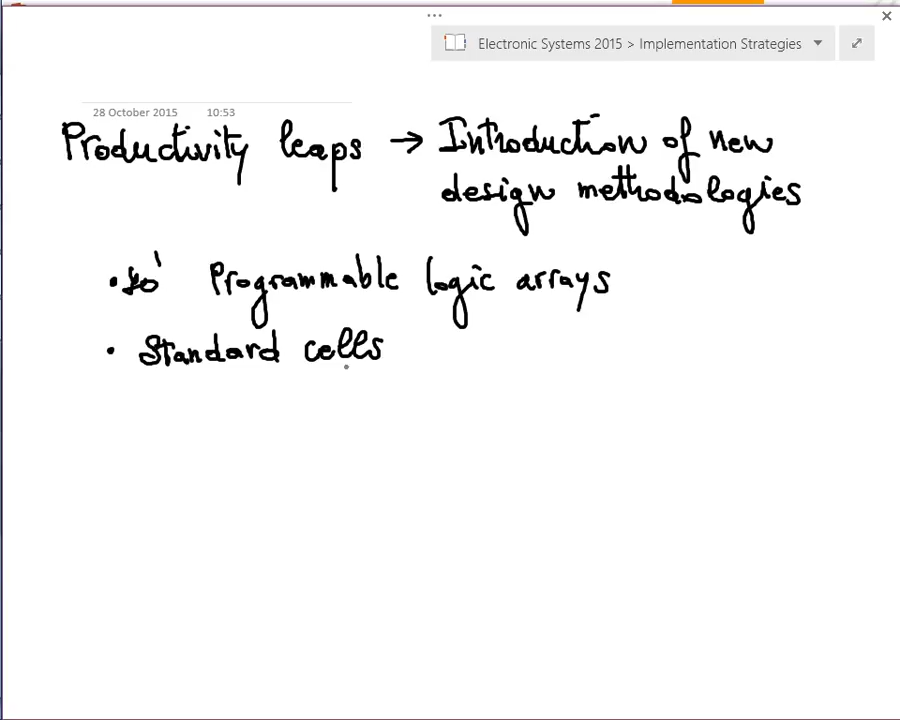 Electronic Systems 2015 > Implementation Strategies
28 October 2015 10:53
Productivity leaps → Introduction of new
design methodologies
• Programmable logic arrays
• Standard cells